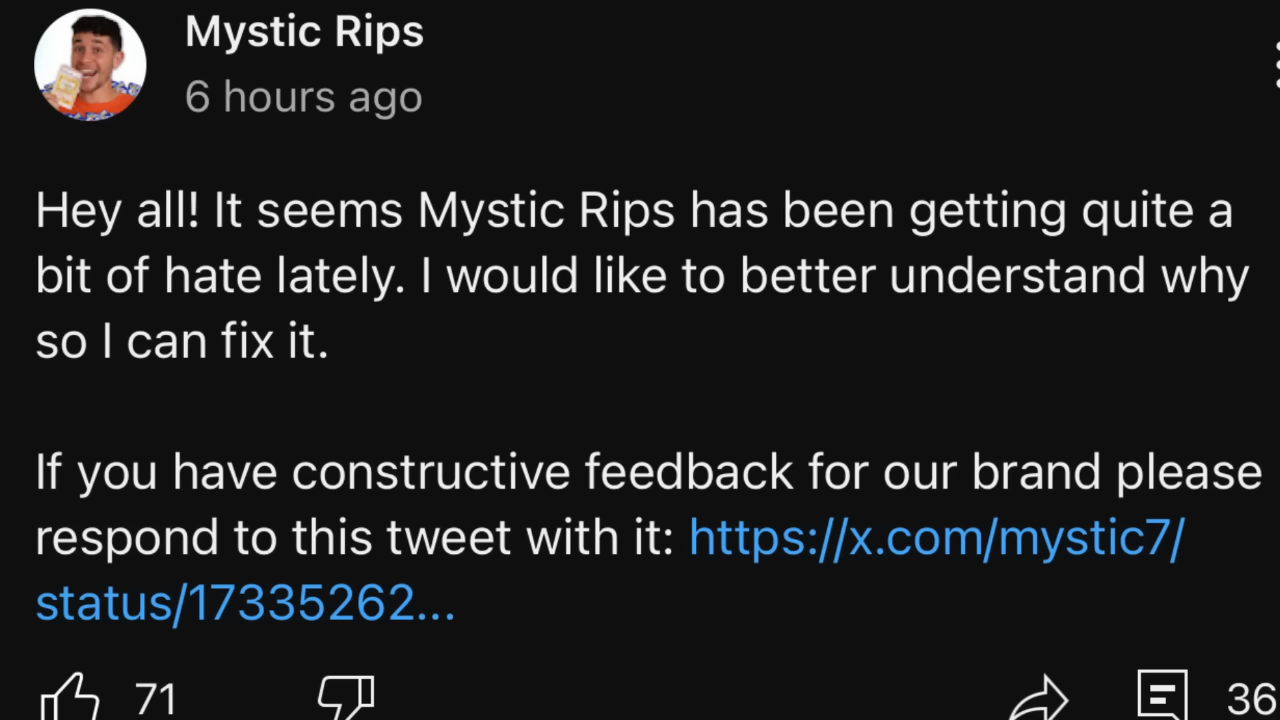 Mystic Rips
6 hours ago
Hey all! It seems Mystic Rips has been getting quite a
bit of hate lately. I would like to better understand why
so I can fix it.
If you have constructive feedback for our brand please
respond to this tweet with it: https://x.com/mystic7/
status/17335262...
71
36